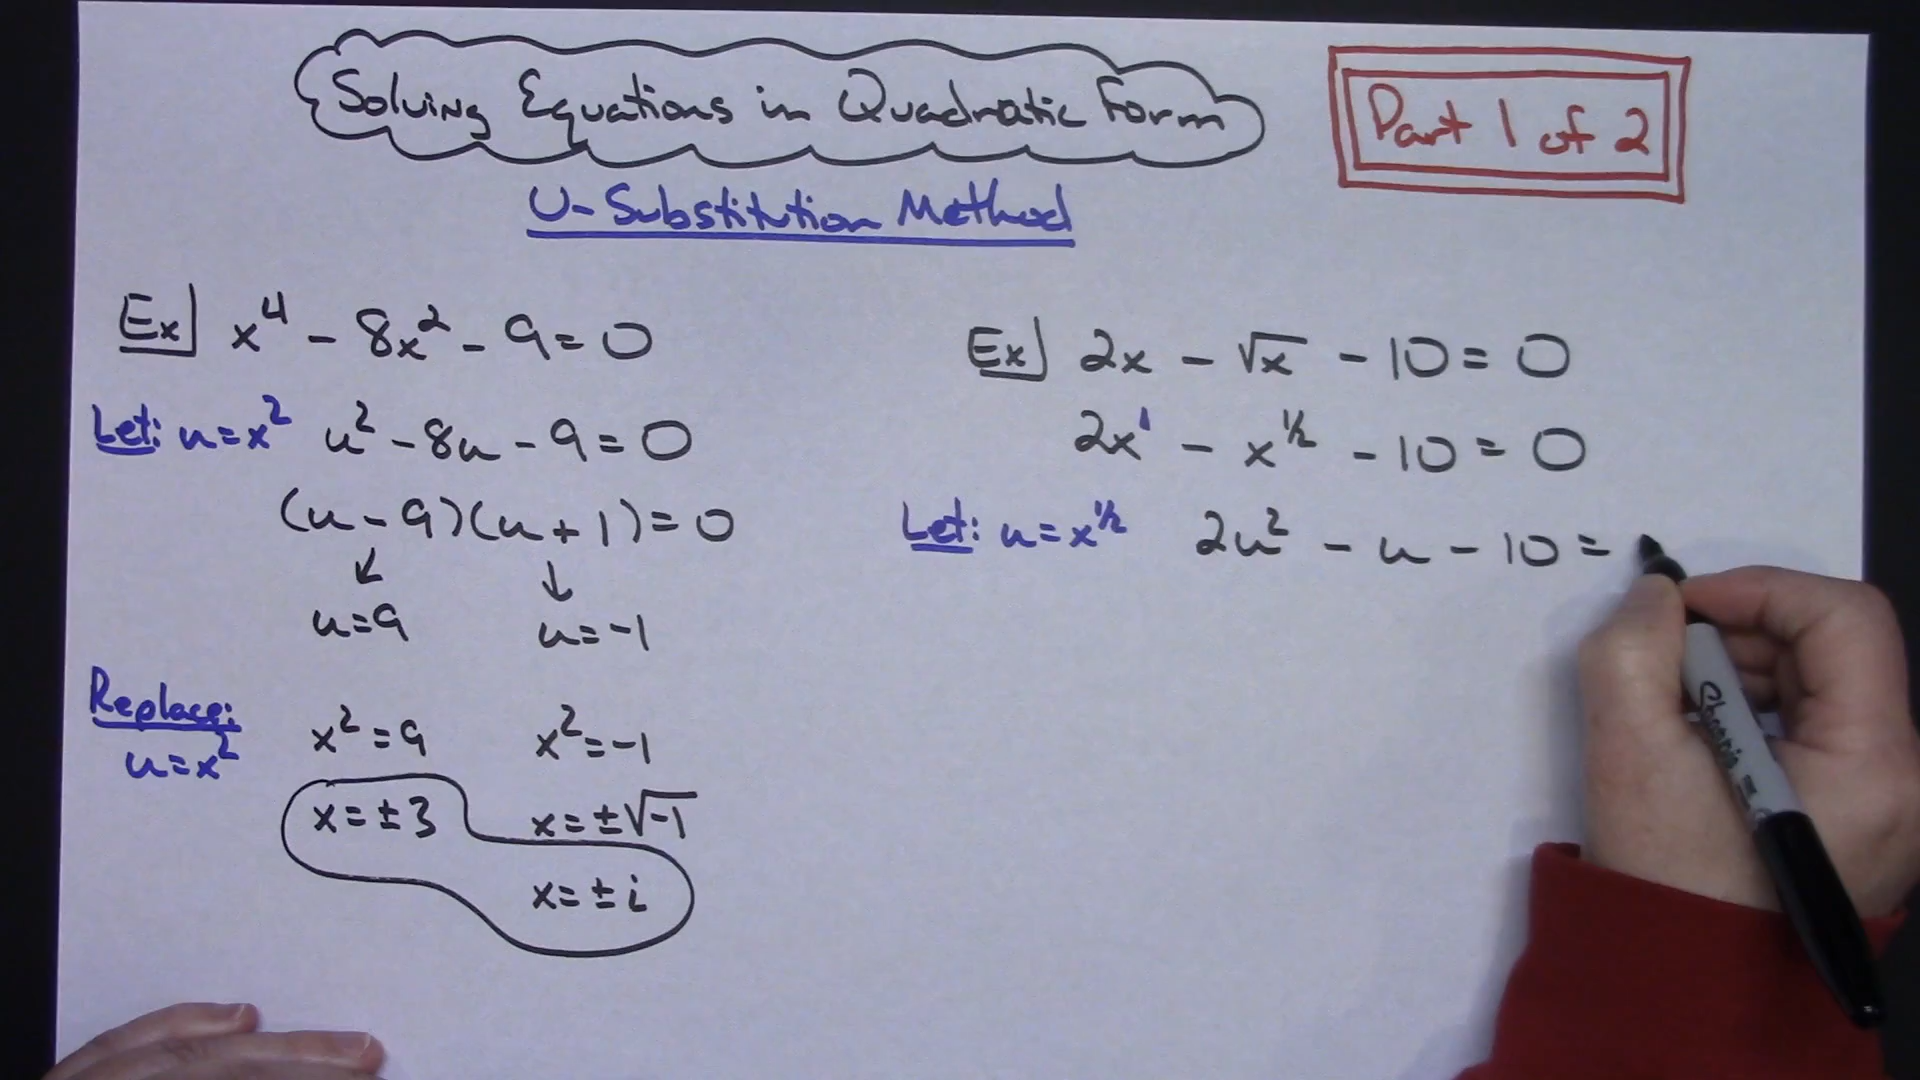 Solving Equations in Quadratic Form
Part 1 of 2
U-Substitution Method
Ex] x⁴ - 8x² - 9 = 0
Let: u = x² u² - 8u - 9 = 0
(u - 9)(u + 1) = 0
↙ ↘
u = 9 u = -1
Replace:
u = x²
x² = 9 x² = -1
x = ±3 x = ±√-1
x = ±i
Ex] 2x - √x - 10 = 0
2x¹ - x^½ - 10 = 0
Let: u = x^½ 2u² - u - 10 =
Sharpie